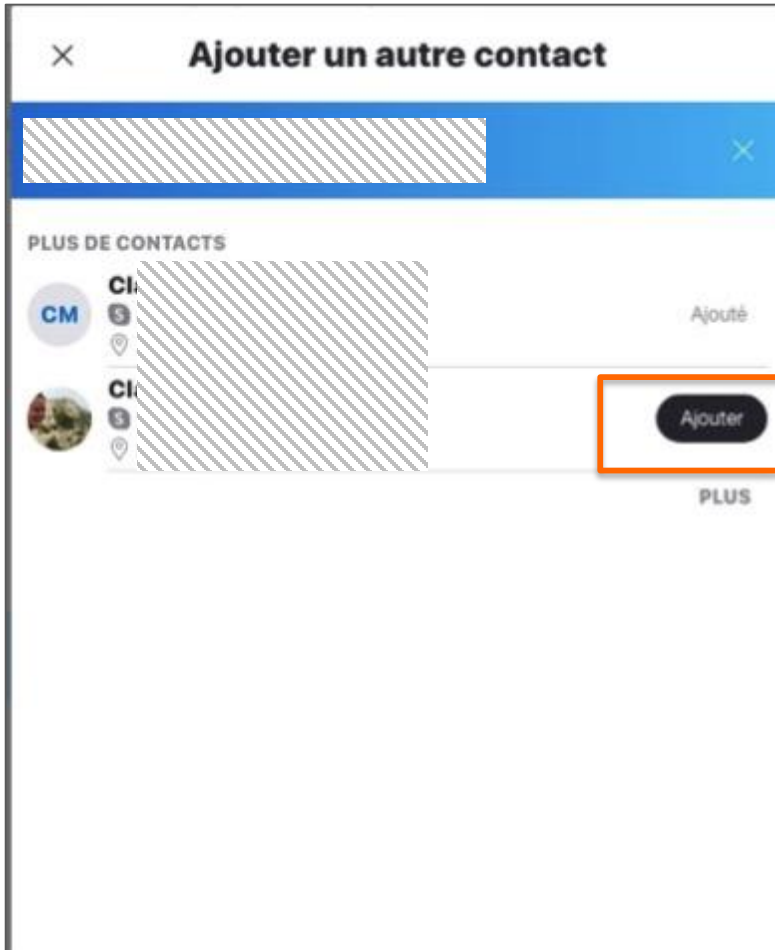 Ajouter un autre contact
PLUS DE CONTACTS
CM
Ajouté
S
Ajouter
S
PLUS